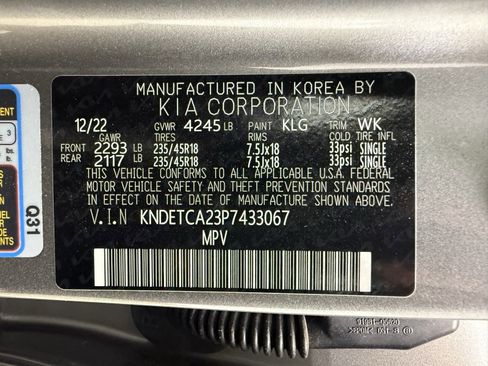 MANUFACTURED IN KOREA BY
KIA CORPORATION
12/22 GVWR 4245 LB PAINT KLG TRIM WK
GAWR TIRES RIMS COLD TIRE INFL
FRONT 2293 LB 235/45R18 7.5Jx18 33psi SINGLE
REAR 2117 LB 235/45R18 7.5Jx18 33psi SINGLE
THIS VEHICLE CONFORMS TO ALL APPLICABLE U.S.A FEDERAL
MOTOR VEHICLE SAFETY AND THEFT PREVENTION STANDARDS
IN EFFECT ON THE DATE OF MANUFACTURE SHOWN ABOVE.
V.I.N KNDETCA23P7433067
MPV
Q31
3
lbs.